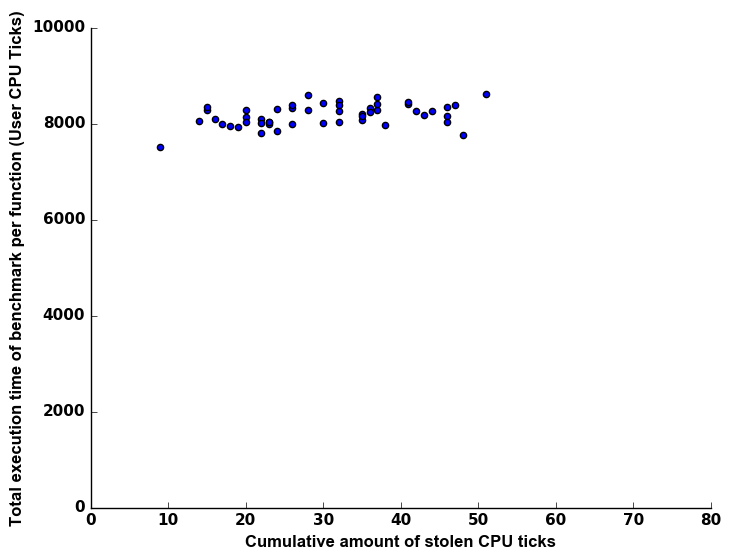 Total execution time of benchmark per function (User CPU Ticks)
10000
8000
6000
4000
2000
0
0 10 20 30 40 50 60 70 80
Cumulative amount of stolen CPU ticks